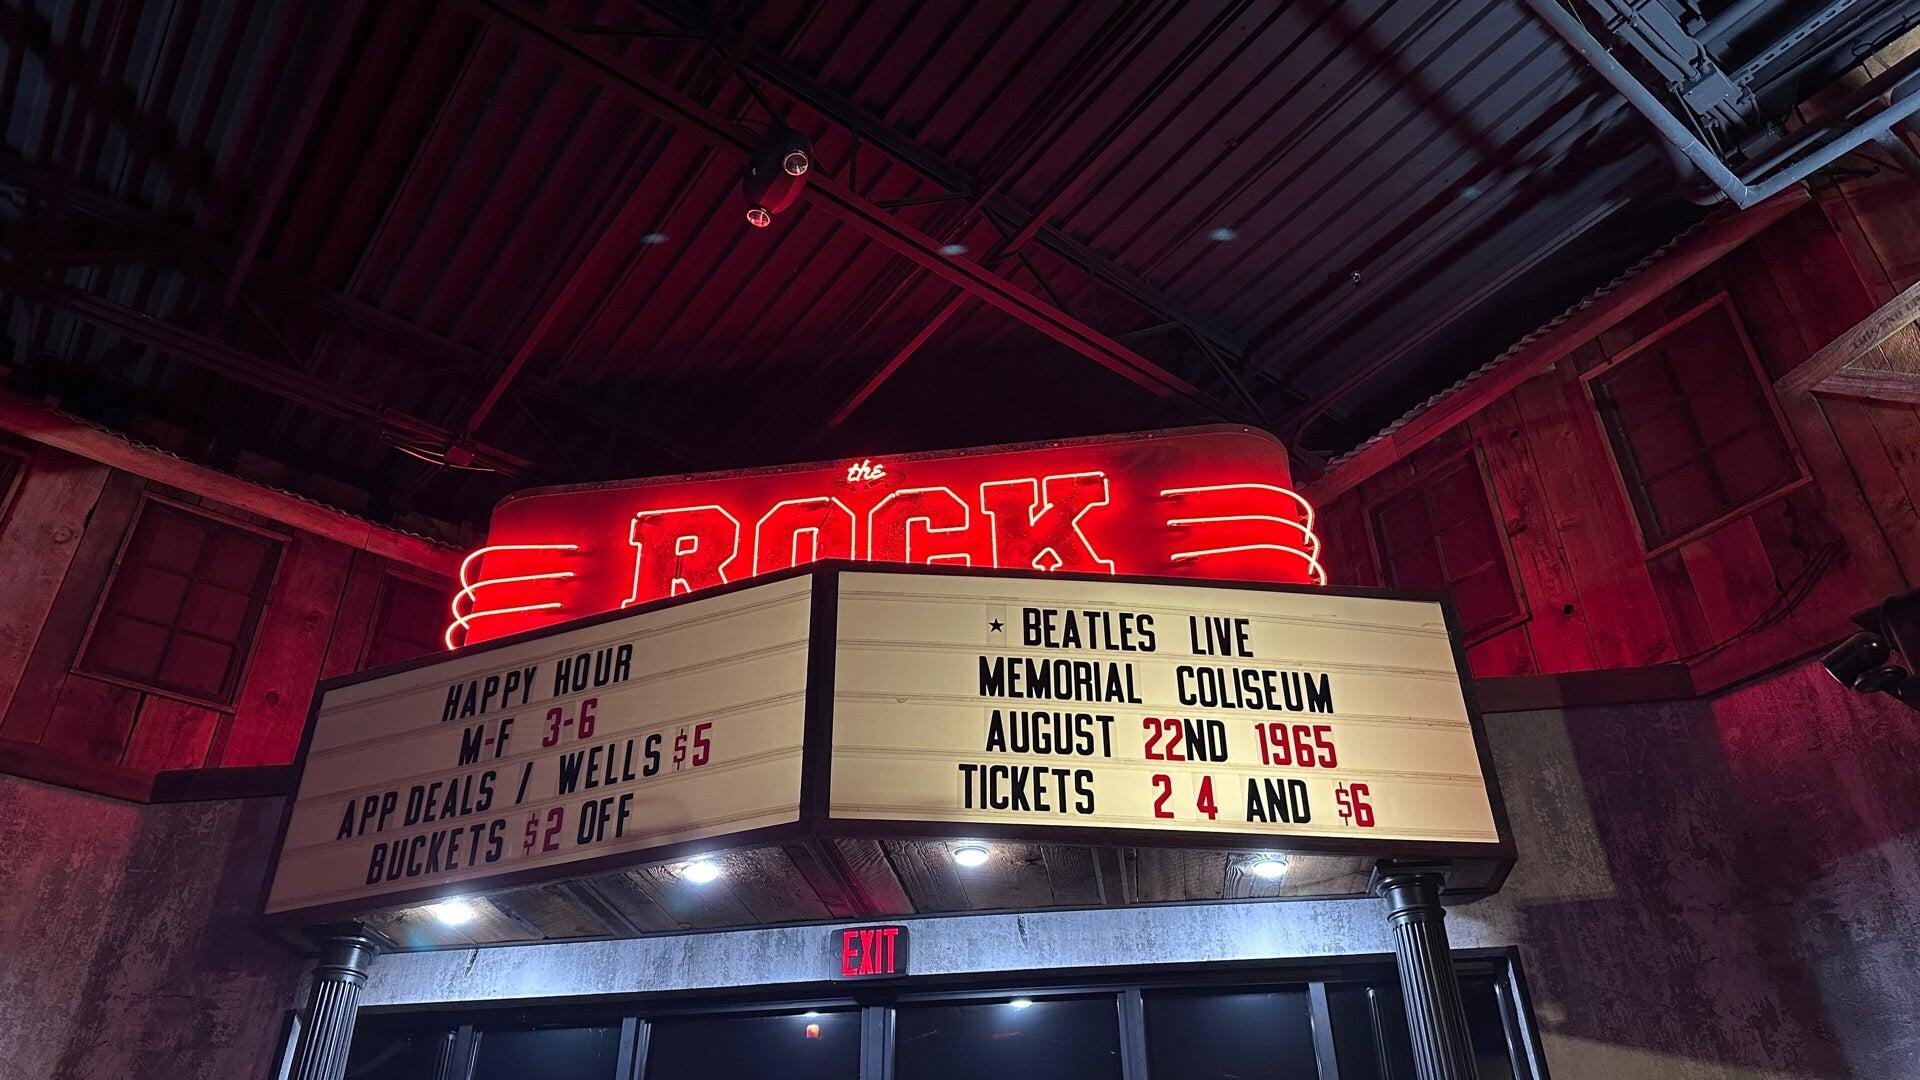 the
ROCK
HAPPY HOUR
M-F 3-6
APP DEALS / WELLS $5
BUCKETS $2 OFF
★ BEATLES LIVE
MEMORIAL COLISEUM
AUGUST 22ND 1965
TICKETS 2 4 AND $6
EXIT